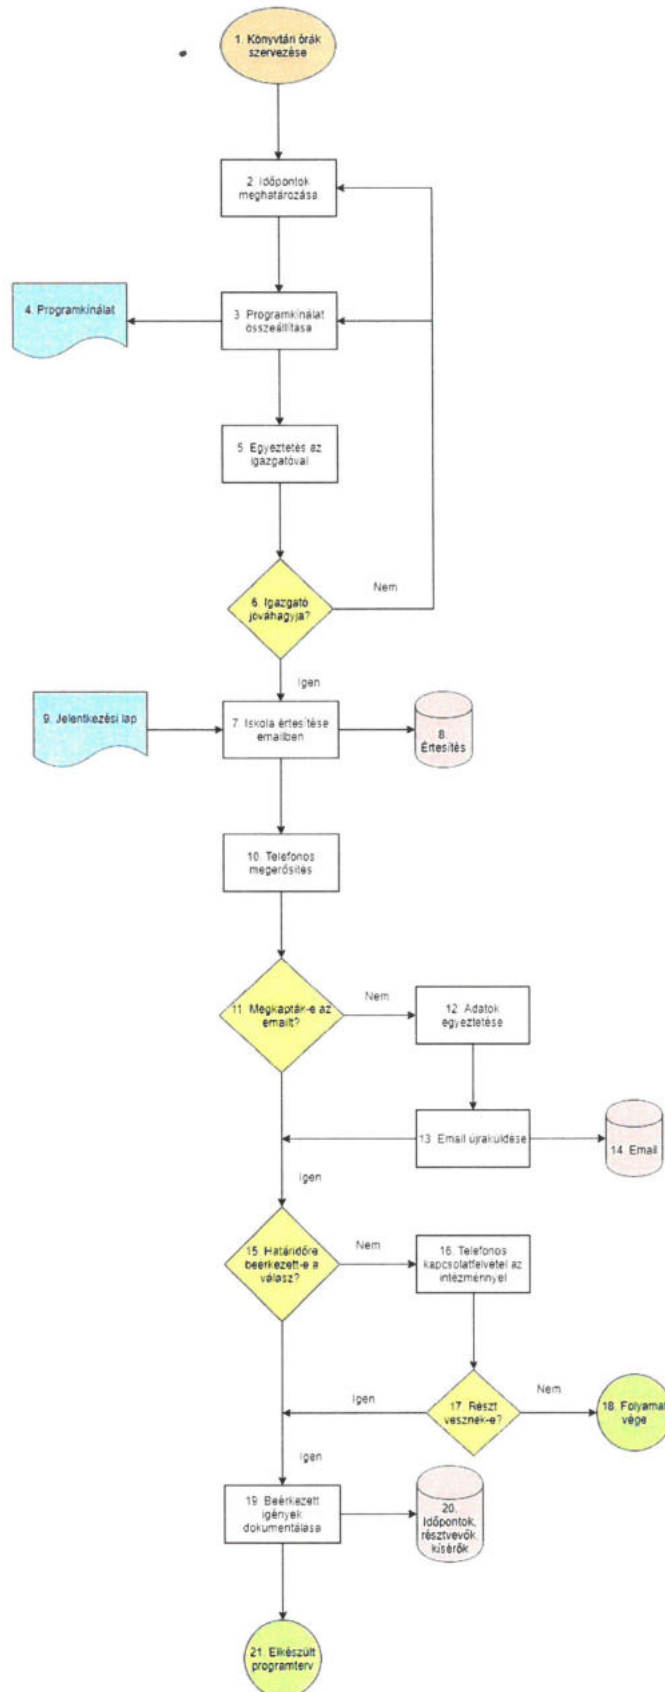 1. Könyvtári órák
szervezése
2. Időpontok
meghatározása
4. Programkínálat
3. Programkínálat
összeállítása
5. Egyeztetés az
igazgatóval
6. Igazgató
jóváhagyja?
Nem
Igen
9. Jelentkezési lap
7. Iskola értesítése
emailben
8.
Értesítés
10. Telefonos
megerősítés
11. Megkapták-e az
emailt?
Nem
12. Adatok
egyeztetése
13. Email újraküldése
14. Email
Igen
15. Határidőre
beérkezett-e a
válasz?
Nem
16. Telefonos
kapcsolatfelvétel az
intézménnyel
17. Részt
vesznek-e?
Igen
Nem
18. Folyamat
vége
Igen
19. Beérkezett
igények
dokumentálása
20.
Időpontok,
résztvevők,
kísérők
21. Elkészült
programterv